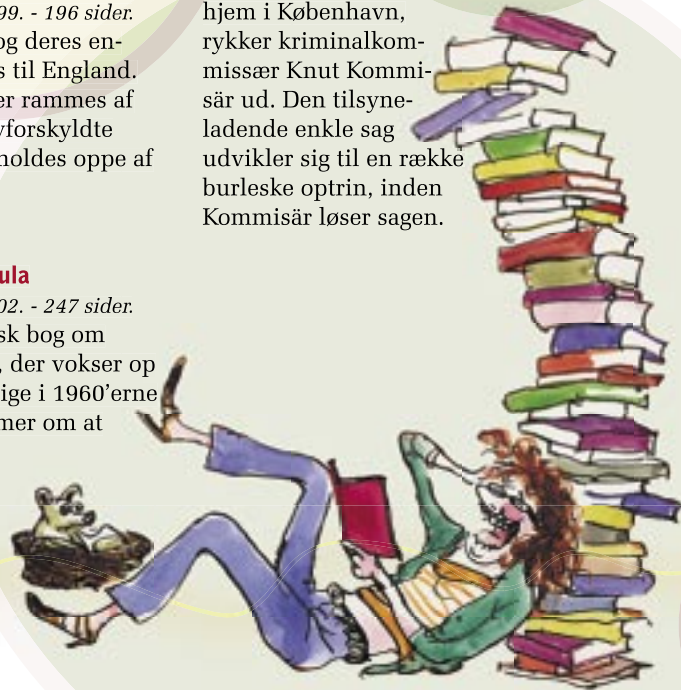 99. - 196 sider.
og deres en-
s til England.
er rammes af
vforskyldte
holdes oppe af
ula
02. - 247 sider.
sk bog om
, der vokser op
ige i 1960’erne
mer om at
hjem i København,
rykker kriminalkom-
missær Knut Kommi-
sär ud. Den tilsyne-
ladende enkle sag
udvikler sig til en række
burleske optrin, inden
Kommisär løser sagen.